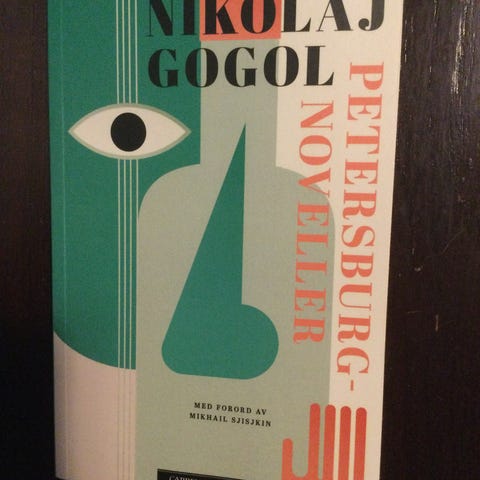 NIKOLAJ
GOGOL
PETERSBURG-
NOVELLER
MED FORORD AV
MIKHAIL SJISJKIN